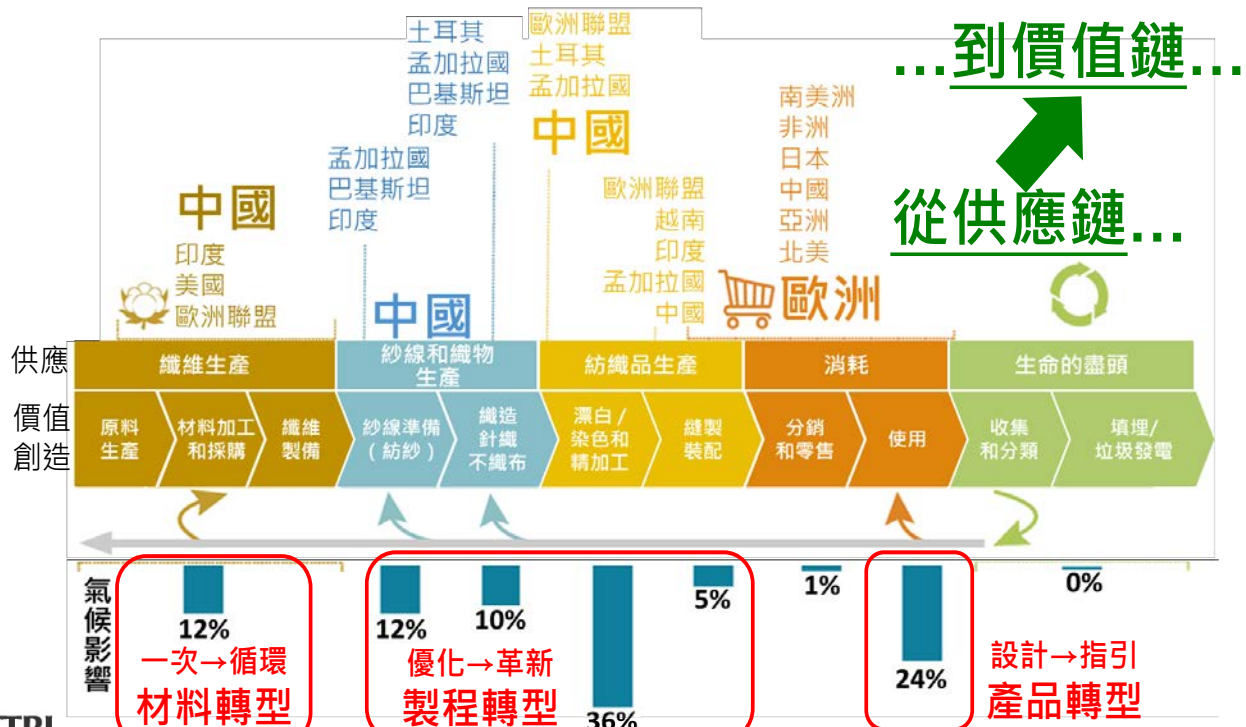 ...到價值鏈...
從供應鏈...
中國
印度
美國
歐洲聯盟
孟加拉國
巴基斯坦
印度
中國
土耳其
孟加拉國
巴基斯坦
印度
歐洲聯盟
土耳其
孟加拉國
中國
歐洲聯盟
越南
印度
孟加拉國
中國
南美洲
非洲
日本
中國
亞洲
北美
歐洲
供應
纖維生產
紗線和織物
生產
紡織品生產
消耗
生命的盡頭
價值
創造
原料
生產
材料加工
和採購
纖維
製備
紗線準備
(紡紗)
織造
針織
不織布
漂白/
染色和
精加工
縫製
裝配
分銷
和零售
使用
收集
和分類
填埋/
垃圾發電
氣候影響
12%
12%
10%
36%
5%
1%
24%
0%
一次→循環
材料轉型
優化→革新
製程轉型
設計→指引
產品轉型